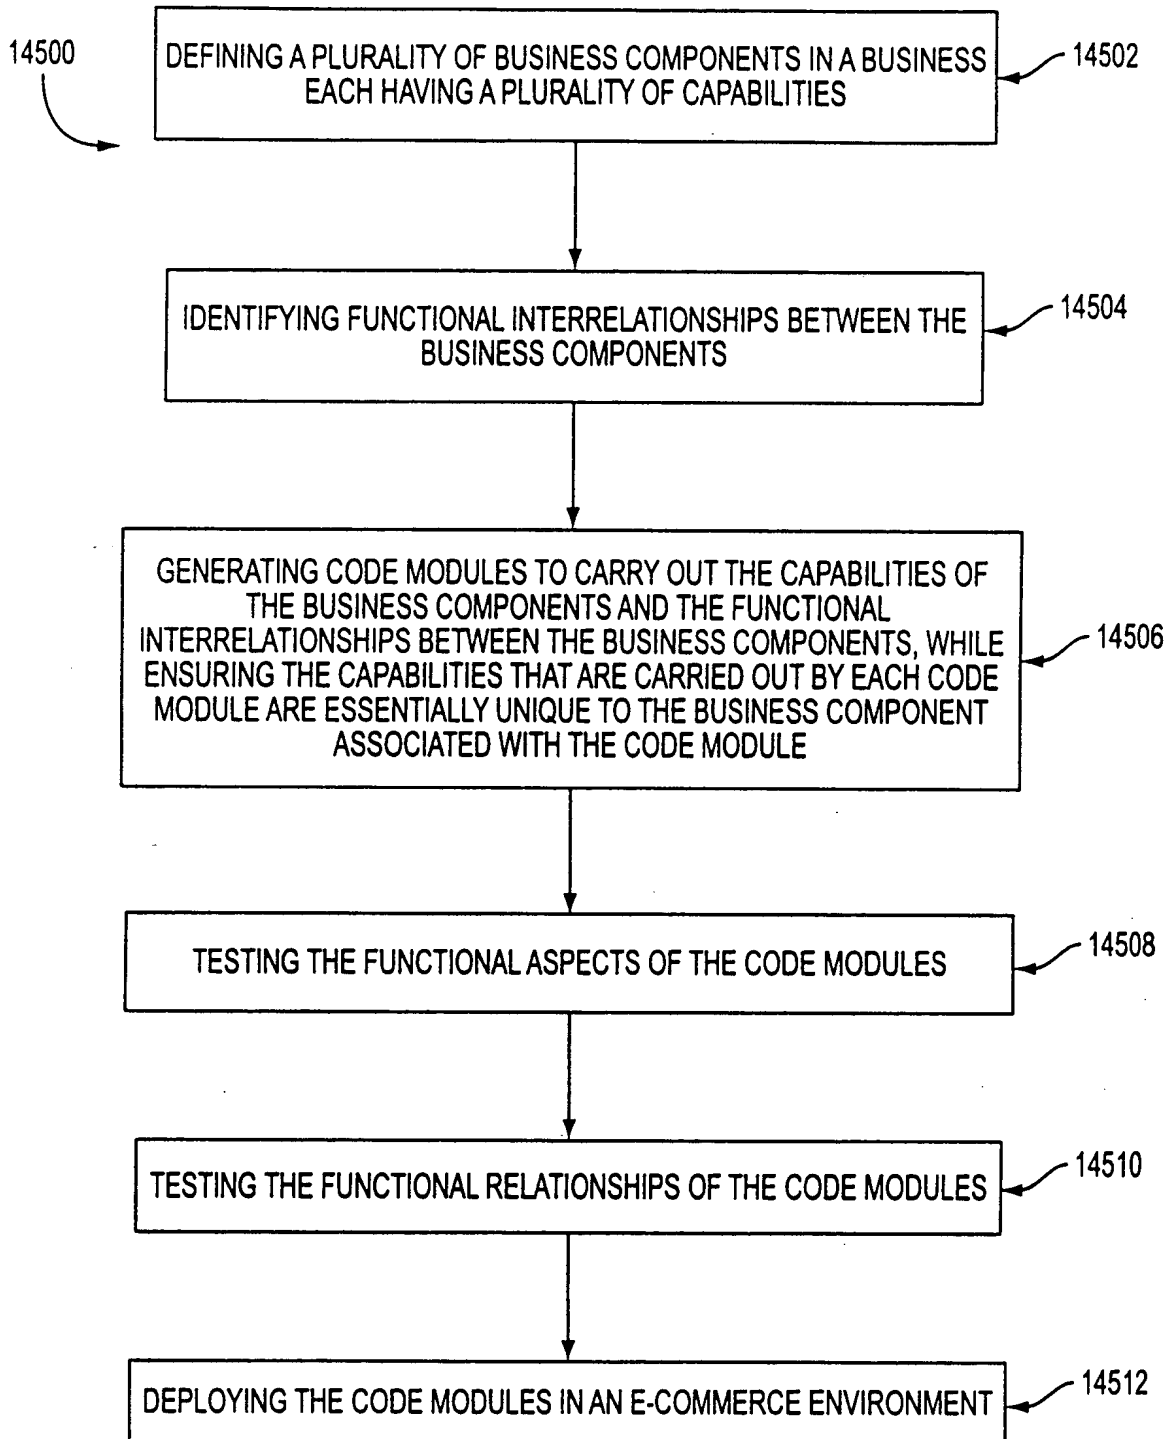 14500
DEFINING A PLURALITY OF BUSINESS COMPONENTS IN A BUSINESS
EACH HAVING A PLURALITY OF CAPABILITIES
14502
IDENTIFYING FUNCTIONAL INTERRELATIONSHIPS BETWEEN THE
BUSINESS COMPONENTS
14504
GENERATING CODE MODULES TO CARRY OUT THE CAPABILITIES OF
THE BUSINESS COMPONENTS AND THE FUNCTIONAL
INTERRELATIONSHIPS BETWEEN THE BUSINESS COMPONENTS, WHILE
ENSURING THE CAPABILITIES THAT ARE CARRIED OUT BY EACH CODE
MODULE ARE ESSENTIALLY UNIQUE TO THE BUSINESS COMPONENT
ASSOCIATED WITH THE CODE MODULE
14506
TESTING THE FUNCTIONAL ASPECTS OF THE CODE MODULES
14508
TESTING THE FUNCTIONAL RELATIONSHIPS OF THE CODE MODULES
14510
DEPLOYING THE CODE MODULES IN AN E-COMMERCE ENVIRONMENT
14512